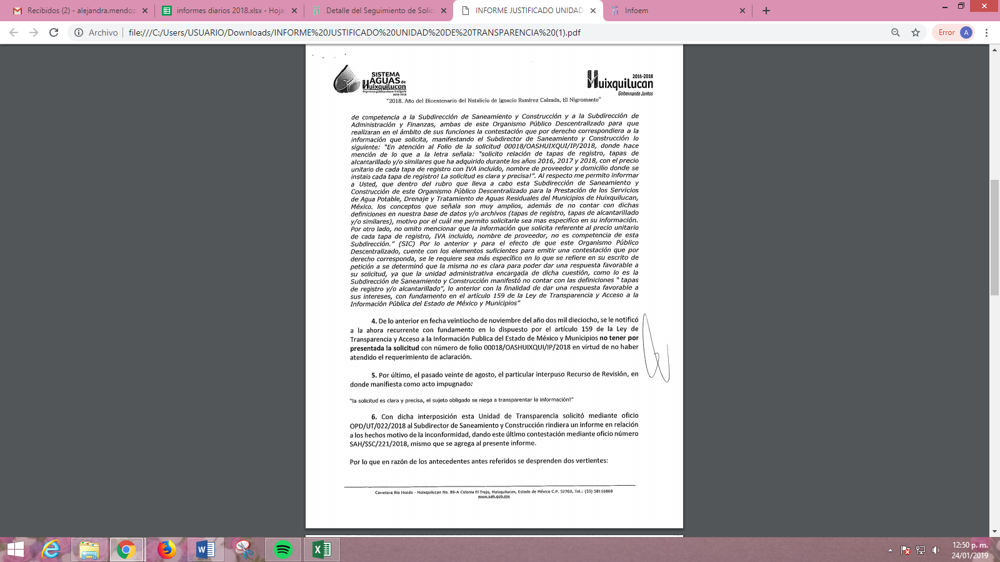 Recibidos (2) - alejandra.mendoz
informes diarios 2018.xlsx - Hoja
Detalle del Seguimiento de Solic
INFORME JUSTIFICADO UNIDAD
Infoem
Archivo
file:///C:/Users/USUARIO/Downloads/INFORME%20JUSTIFICADO%20UNIDAD%20DE%20TRANSPARENCIA%20(1).pdf
Error
A
SISTEMA
AGUAS de
Huixquilucan
Organismo público descentralizado
2016-2018
2016-2018
Huixquilucan
Gobernando Juntos
"2018. Año del Bicentenario del Natalicio de Ignacio Ramírez Calzada, El Nigromante"
de competencia a la Subdirección de Saneamiento y Construcción y a la Subdirección de
Administración y Finanzas, ambas de este Organismo Público Descentralizado para que
realizaran en el ámbito de sus funciones la contestación que por derecho correspondiera a la
información que solicita, manifestando el Subdirector de Saneamiento y Construcción lo
siguiente: "En atención al Folio de la solicitud 00018/OASHUIXQUI/IP/2018, donde hace
mención de lo que a la letra señala: "solicito relación de tapas de registro, tapas de
alcantarillado y/o similares que ha adquirido durante los años 2016, 2017 y 2018, con el precio
unitario de cada tapa de registro con IVA incluido, nombre de proveedor y domicilio donde se
instalo cada tapa de registro! La solicitud es clara y precisa!". Al respecto me permito informar
a Usted, que dentro del rubro que lleva a cabo esta Subdirección de Saneamiento y
Construcción de este Organismo Público Descentralizado para la Prestación de los Servicios
de Agua Potable, Drenaje y Tratamiento de Aguas Residuales del Municipios de Huixquilucan,
México. los conceptos que señala son muy amplios, además de no contar con dichas
definiciones en nuestra base de datos y/o archivos (tapas de registro, tapas de alcantarillado
y/o similares), motivo por el cuál me permito solicitarle sea mas especifico en su información.
Por otro lado, no omito mencionar que la información que solicita referente al precio unitario
de cada tapa de registro, IVA incluido, nombre de proveedor, no es competencia de esta
Subdirección." (SIC) Por lo anterior y para el efecto de que este Organismo Público
Descentralizado, cuente con los elementos suficientes para emitir una contestación que por
derecho corresponda, se le requiere sea más específico en lo que se refiere en su escrito de
petición a se determinó que la misma no es clara para poder dar una respuesta favorable a
su solicitud, ya que la unidad administrativa encargada de dicha cuestión, como lo es la
Subdirección de Saneamiento y Construcción manifestó no contar con las definiciones " tapas
de registro y/o alcantarillado", lo anterior con la finalidad de dar una respuesta favorable a
sus intereses, con fundamento en el artículo 159 de la Ley de Transparencia y Acceso a la
Información Pública del Estado de México y Municipios"
4. De lo anterior en fecha veintiocho de noviembre del año dos mil dieciocho, se le notificó
a la ahora recurrente con fundamento en lo dispuesto por el artículo 159 de la Ley de
Transparencia y Acceso a la Información Publica del Estado de México y Municipios no tener por
presentada la solicitud con número de folio 00018/OASHUIXQUI/IP/2018 en virtud de no haber
atendido el requerimiento de aclaración.
5. Por último, el pasado veinte de agosto, el particular interpuso Recurso de Revisión, en
donde manifiesta como acto impugnado:
"la solicitud es clara y precisa, el sujeto obligado se niega a transparentar la información!"
6. Con dicha interposición esta Unidad de Transparencia solicitó mediante oficio
OPD/UT/022/2018 al Subdirector de Saneamiento y Construcción rindiera un informe en relación
a los hechos motivo de la inconformidad, dando este último contestación mediante oficio número
SAH/SSC/221/2018, mismo que se agrega al presente informe.
Por lo que en razón de los antecedentes antes referidos se desprenden dos vertientes:
Carretera Río Hondo - Huixquilucan No. 89-A Colonia El Trejo, Huixquilucan, Estado de México C.P. 52760, Tel.: (55) 58116868
www.sah.gob.mx
12:50 p. m.
24/01/2019